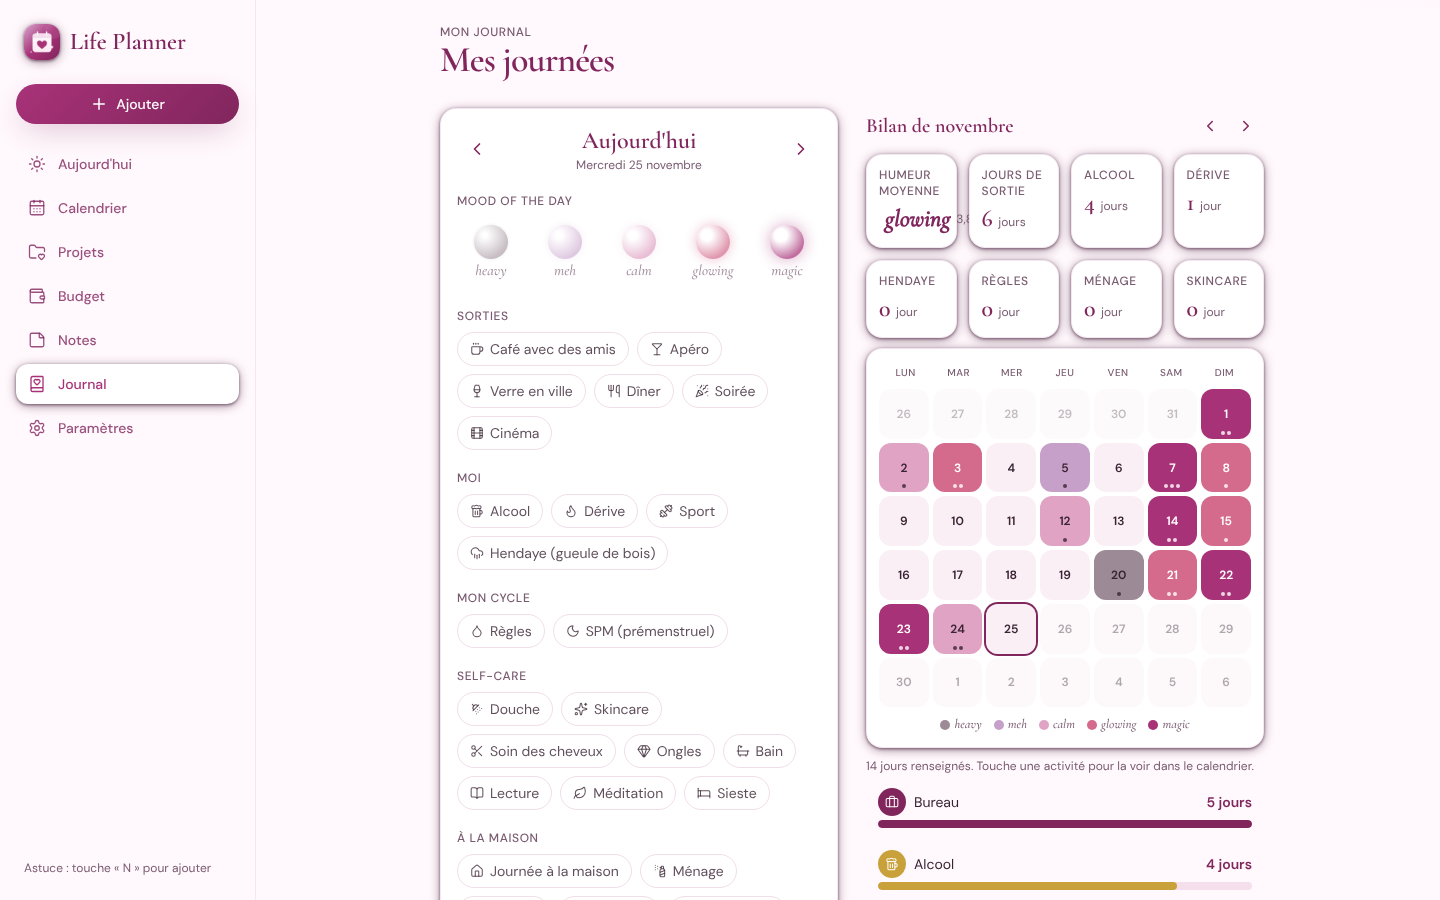 Life Planner
Ajouter
Aujourd'hui
Calendrier
Projets
Budget
Notes
Journal
Paramètres
Astuce : touche « N » pour ajouter
MON JOURNAL
Mes journées
Aujourd'hui
Mercredi 25 novembre
MOOD OF THE DAY
heavy meh calm glowing magic
SORTIES
Café avec des amis Apéro
Verre en ville Dîner Soirée
Cinéma
MOI
Alcool Dérive Sport
Hendaye (gueule de bois)
MON CYCLE
Règles SPM (prémenstruel)
SELF-CARE
Douche Skincare
Soin des cheveux Ongles Bain
Lecture Méditation Sieste
À LA MAISON
Journée à la maison Ménage
Bilan de novembre
HUMEUR MOYENNE
glowing 3,8
JOURS DE SORTIE
6 jours
ALCOOL
4 jours
DÉRIVE
1 jour
HENDAYE
0 jour
RÈGLES
0 jour
MÉNAGE
0 jour
SKINCARE
0 jour
LUN MAR MER JEU VEN SAM DIM
26 27 28 29 30 31 1
2 3 4 5 6 7 8
9 10 11 12 13 14 15
16 17 18 19 20 21 22
23 24 25 26 27 28 29
30 1 2 3 4 5 6
heavy meh calm glowing magic
14 jours renseignés. Touche une activité pour la voir dans le calendrier.
Bureau 5 jours
Alcool 4 jours